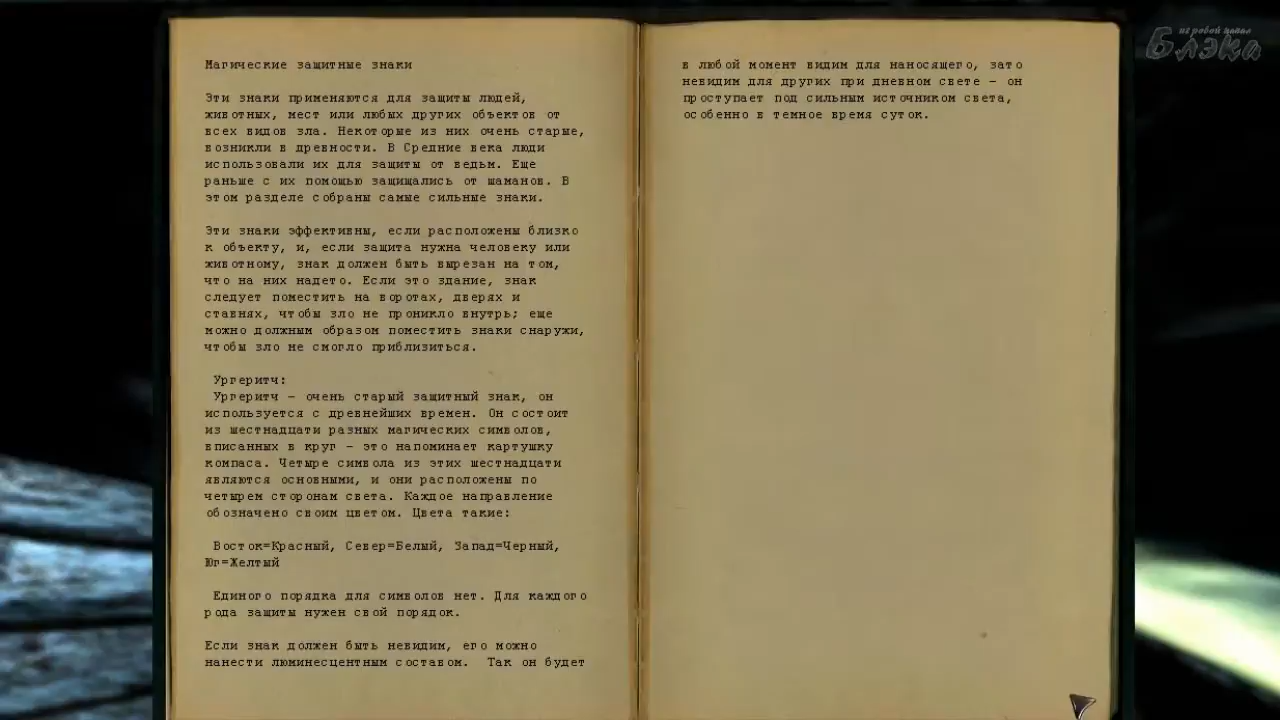 Магические защитные знаки
Эти знаки применяются для защиты людей,
животных, мест или любых других объектов от
всех видов зла. Некоторые из них очень старые,
возникли в древности. В Средние века люди
использовали их для защиты от ведьм. Еще
раньше с их помощью защищались от шаманов. В
этом разделе собраны самые сильные знаки.
Эти знаки эффективны, если расположены близко
к объекту, и, если защита нужна человеку или
животному, знак должен быть вырезан на том,
что на них надето. Если это здание, знак
следует поместить на воротах, дверях и
ставнях, чтобы зло не проникло внутрь; еще
можно должным образом поместить знаки снаружи,
чтобы зло не смогло приблизиться.
Ургеритч:
Ургеритч – очень старый защитный знак, он
используется с древнейших времен. Он состоит
из шестнадцати разных магических символов,
вписанных в круг – это напоминает картушку
компаса. Четыре символа из этих шестнадцати
являются основными, и они расположены по
четырем сторонам света. Каждое направление
обозначено своим цветом. Цвета такие:
Восток=Красный, Север=Белый, Запад=Черный,
Юг=Желтый
Единого порядка для символов нет. Для каждого
рода защиты нужен свой порядок.
Если знак должен быть невидим, его можно
нанести люминесцентным составом. Так он будет
в любой момент видим для наносящего, зато
невидим для других при дневном свете – он
проступает под сильным источником света,
особенно в темное время суток.
игровой канал
Блэка